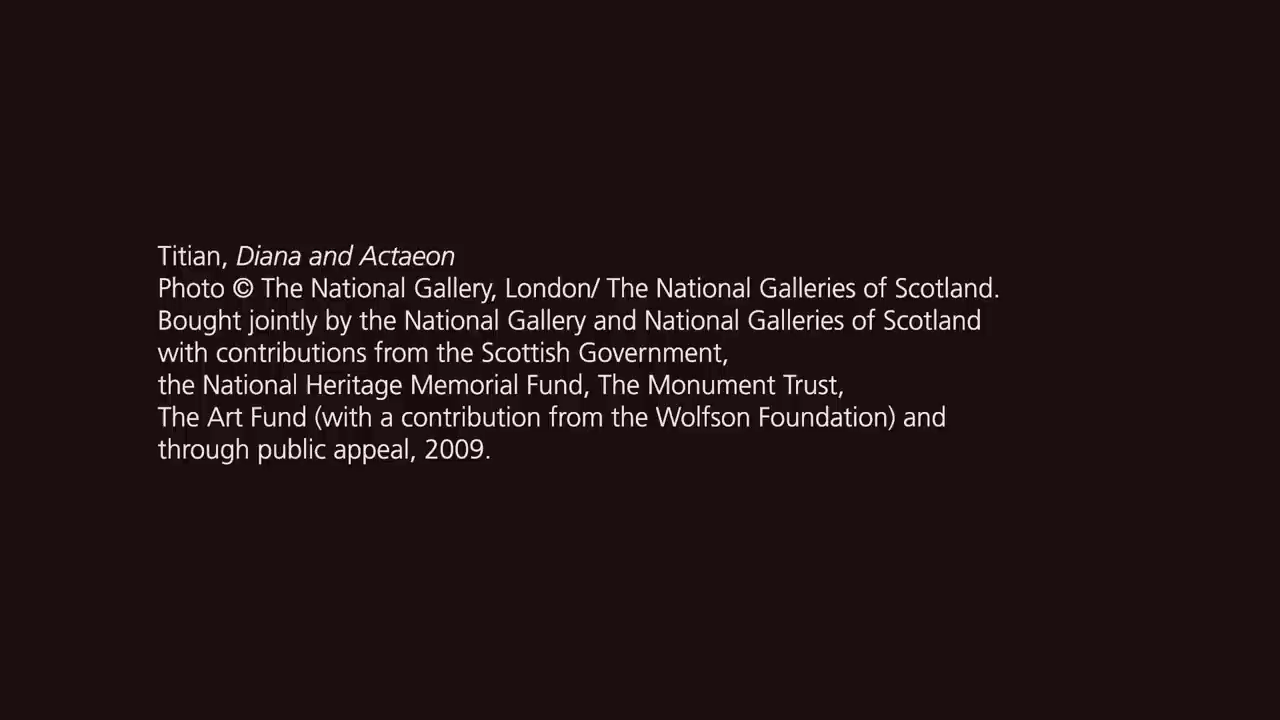 Titian, Diana and Actaeon
Photo © The National Gallery, London/ The National Galleries of Scotland.
Bought jointly by the National Gallery and National Galleries of Scotland
with contributions from the Scottish Government,
the National Heritage Memorial Fund, The Monument Trust,
The Art Fund (with a contribution from the Wolfson Foundation) and
through public appeal, 2009.